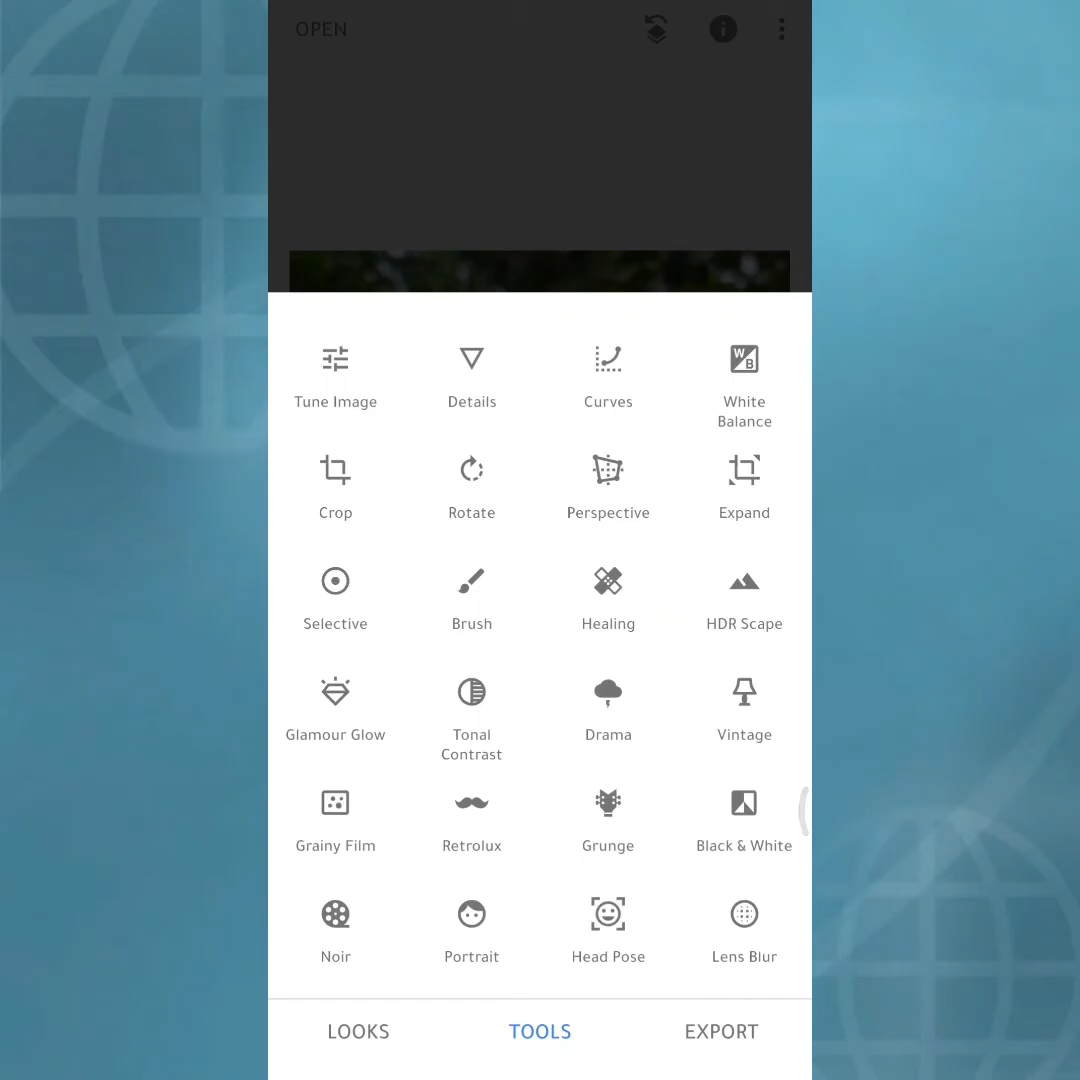 OPEN
Tune Image
Details
Curves
White
Balance
Crop
Rotate
Perspective
Expand
Selective
Brush
Healing
HDR Scape
Glamour Glow
Tonal
Contrast
Drama
Vintage
Grainy Film
Retrolux
Grunge
Black & White
Noir
Portrait
Head Pose
Lens Blur
LOOKS
TOOLS
EXPORT